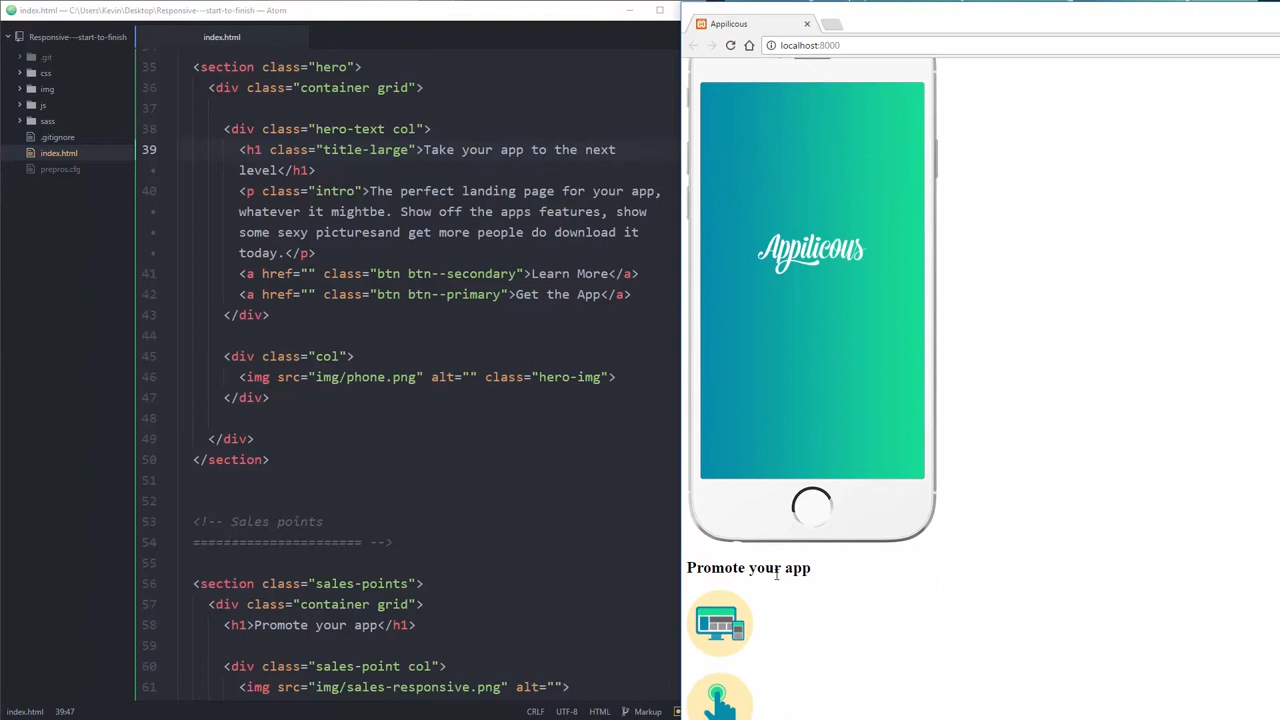 index.html — C:\Users\Kevin\Desktop\Responsive---start-to-finish — Atom
Responsive---start-to-finish
.git
css
img
js
sass
.gitignore
index.html
prepros.cfg
index.html
35 <section class="hero">
36 <div class="container grid">
37
38 <div class="hero-text col">
39 <h1 class="title-large">Take your app to the next
• level</h1>
40 <p class="intro">The perfect landing page for your app,
• whatever it mightbe. Show off the apps features, show
• some sexy picturesand get more people do download it
• today.</p>
41 <a href="" class="btn btn--secondary">Learn More</a>
42 <a href="" class="btn btn--primary">Get the App</a>
43 </div>
44
45 <div class="col">
46 <img src="img/phone.png" alt="" class="hero-img">
47 </div>
48
49 </div>
50 </section>
51
52
53 <!-- Sales points
54 ====================== -->
55
56 <section class="sales-points">
57 <div class="container grid">
58 <h1>Promote your app</h1>
59
60 <div class="sales-point col">
61 <img src="img/sales-responsive.png" alt="">
index.html 39:47 CRLF UTF-8 HTML Markup
Appilicous
localhost:8000
Appilicous
Promote your app